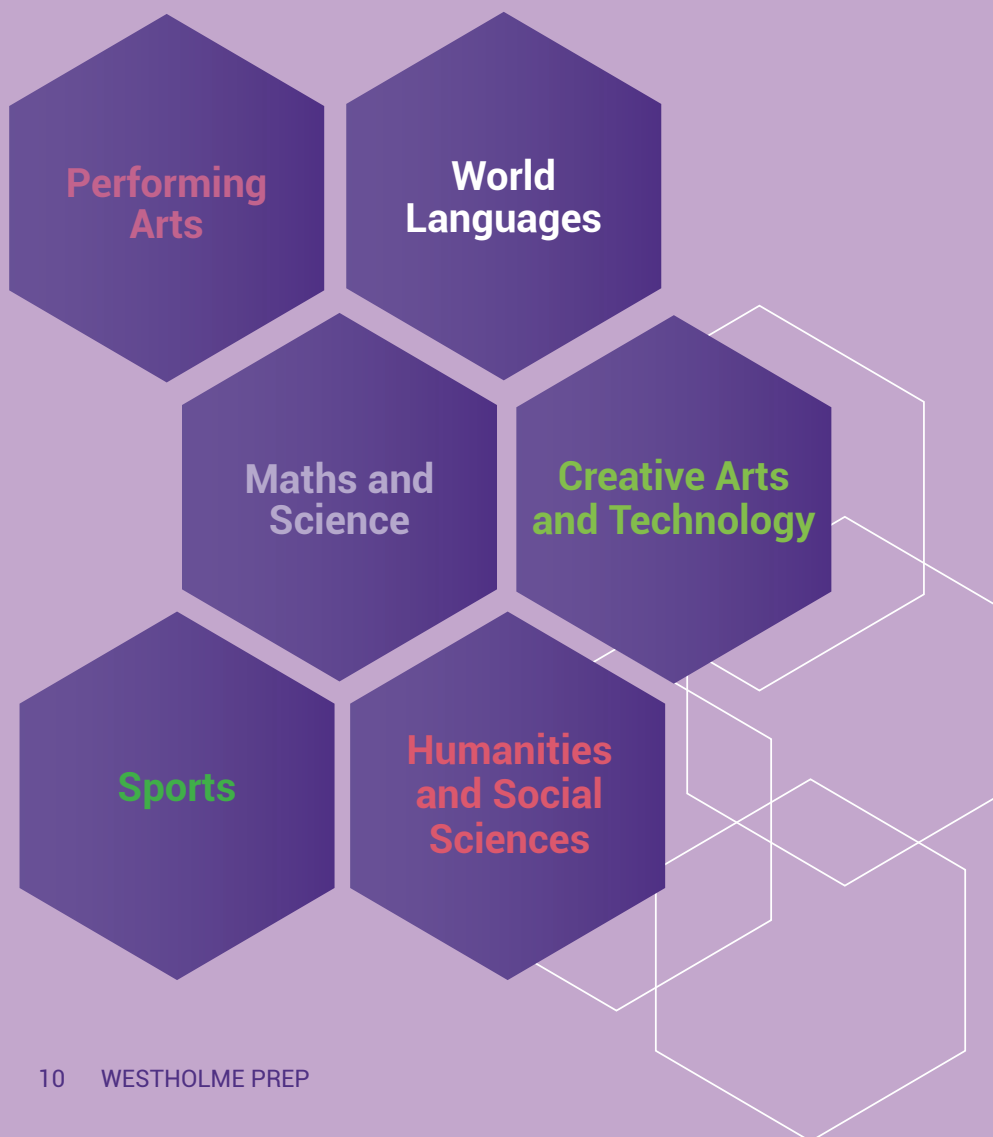 Performing
Arts
World
Languages
Maths and
Science
Creative Arts
and Technology
Sports
Humanities
and Social
Sciences
10 WESTHOLME PREP